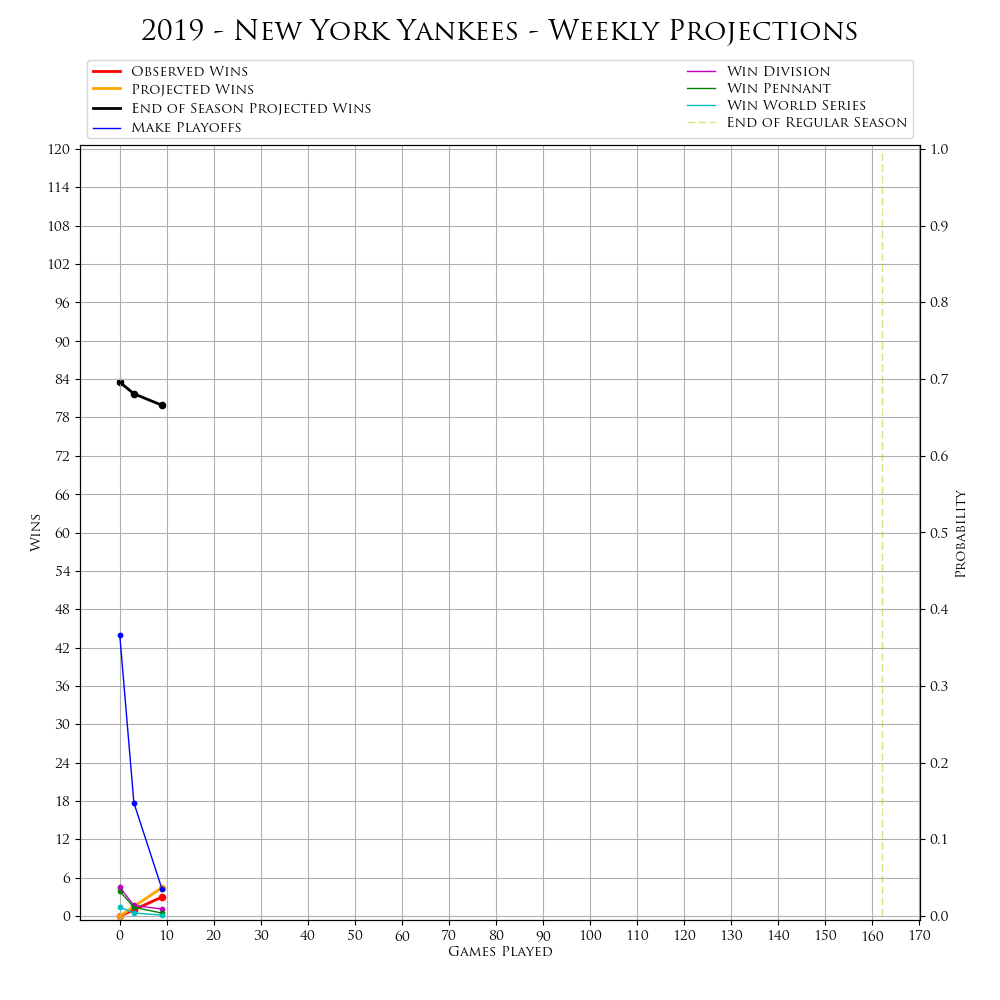 2019 - New York Yankees - Weekly Projections
Observed Wins
Projected Wins
End of Season Projected Wins
Make Playoffs
Win Division
Win Pennant
Win World Series
End of Regular Season
120
114
108
102
96
90
84
78
72
66
60
54
48
42
36
30
24
18
12
6
0
Wins
1.0
0.9
0.8
0.7
0.6
0.5
0.4
0.3
0.2
0.1
0.0
Probability
0 10 20 30 40 50 60 70 80 90 100 110 120 130 140 150 160 170
Games Played